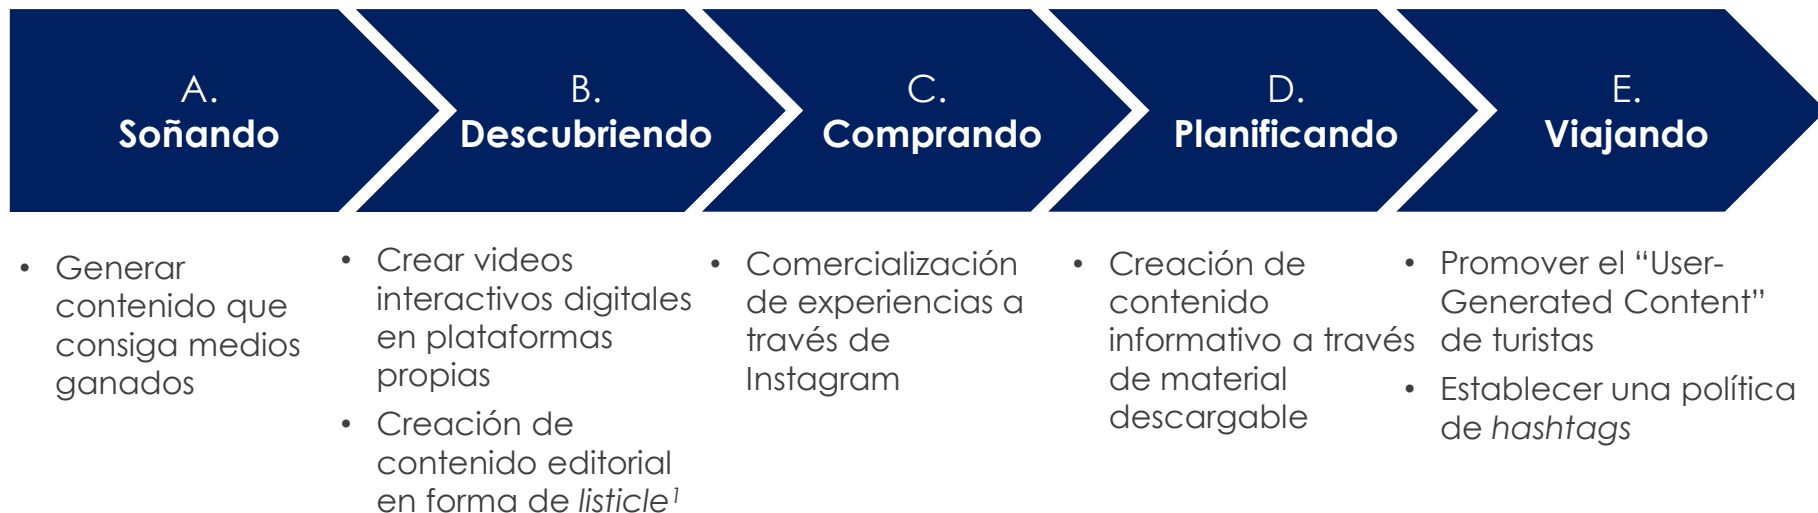 A.
Soñando
B.
Descubriendo
C.
Comprando
D.
Planificando
E.
Viajando
• Generar
contenido que
consiga medios
ganados
• Crear videos
interactivos digitales
en plataformas
propias
• Creación de
contenido editorial
en forma de listicle¹
• Comercialización
de experiencias a
través de
Instagram
• Creación de
contenido
informativo a través
de material
descargable
• Promover el “User-
Generated Content”
de turistas
• Establecer una política
de hashtags